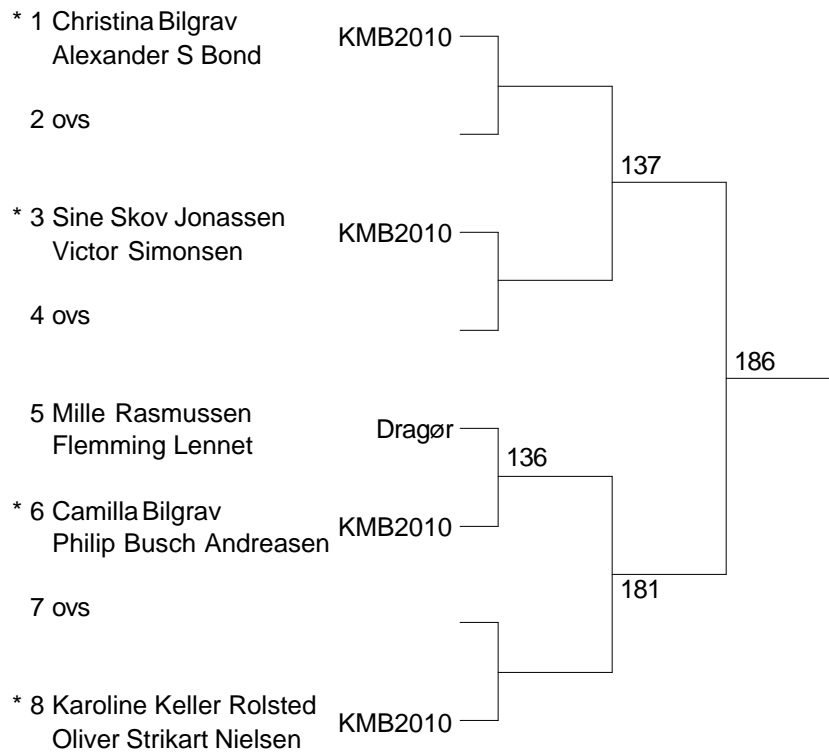 * 1 Christina Bilgrav KMB2010
Alexander S Bond
2 ovs
137
* 3 Sine Skov Jonassen KMB2010
Victor Simonsen
4 ovs
186
5 Mille Rasmussen Dragør
Flemming Lennet
136
* 6 Camilla Bilgrav KMB2010
Philip Busch Andreasen
181
7 ovs
* 8 Karoline Keller Rolsted KMB2010
Oliver Strikart Nielsen